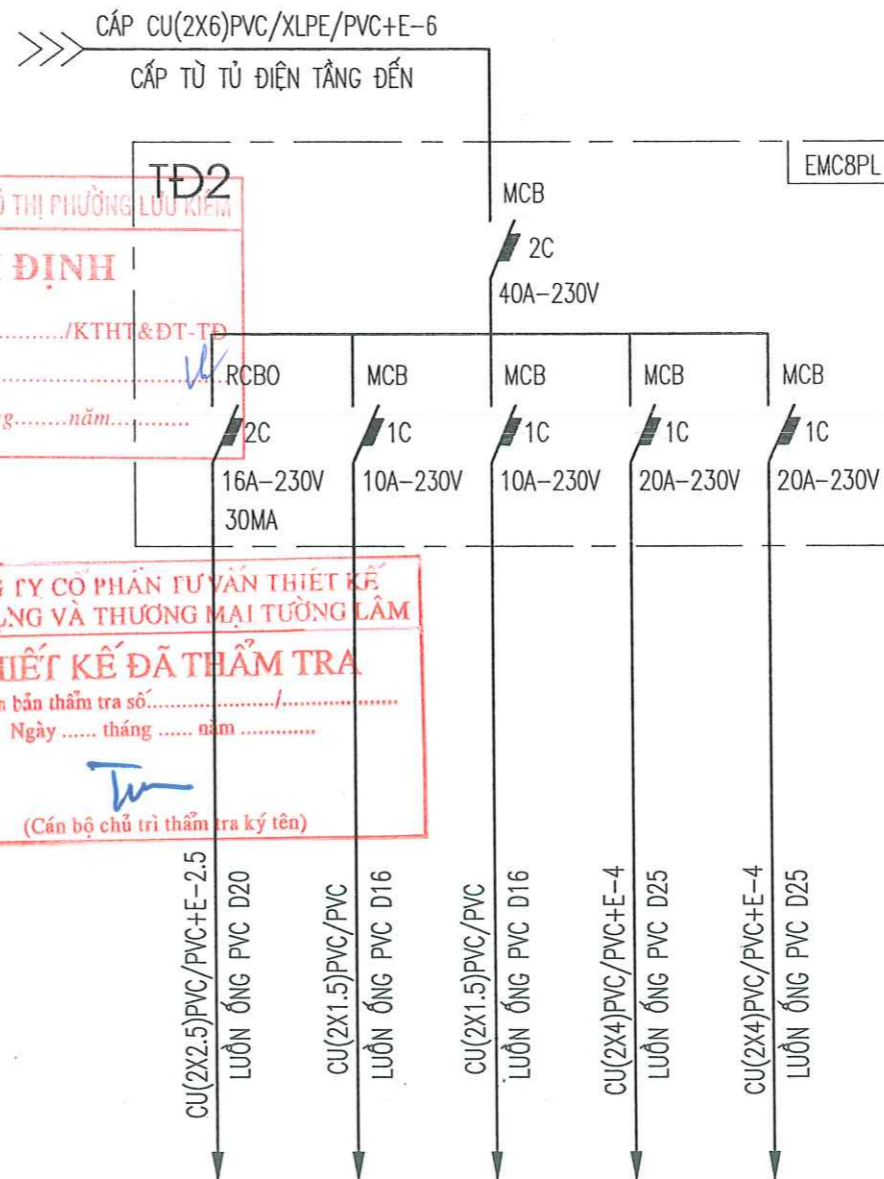 CÁP CU(2X6)PVC/XLPE/PVC+E-6
CẤP TỪ TỦ ĐIỆN TẦNG ĐẾN
TĐ2
EMC8PL
MCB
2C
40A-230V
THỊ PHƯỜNG LƯU KIẾM
ĐỊNH
........../KTHT&ĐT-TĐ
........năm............
RCBO
2C
16A-230V
30MA
MCB
1C
10A-230V
MCB
1C
10A-230V
MCB
1C
20A-230V
MCB
1C
20A-230V
TY CỔ PHẦN TƯ VẤN THIẾT KẾ
VÀ THƯƠNG MẠI TƯỜNG LÂM
KẾ ĐÃ THẨM TRA
bản thẩm tra số...................../....................
Ngày ...... tháng ...... năm .............
(Cán bộ chủ trì thẩm tra ký tên)
CU(2X2.5)PVC/PVC+E-2.5
LUỒN ỐNG PVC D20
CU(2X1.5)PVC/PVC
LUỒN ỐNG PVC D16
CU(2X1.5)PVC/PVC
LUỒN ỐNG PVC D16
CU(2X4)PVC/PVC+E-4
LUỒN ỐNG PVC D25
CU(2X4)PVC/PVC+E-4
LUỒN ỐNG PVC D25